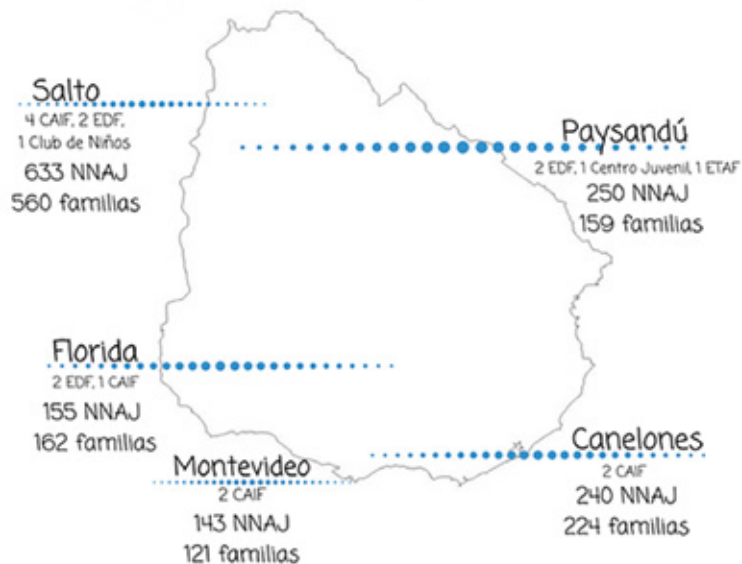 Salto
4 CAIF, 2 EDF,
1 Club de Niños
633 NNAJ
560 familias
Paysandú
2 EDF, 1 Centro Juvenil, 1 ETAF
250 NNAJ
159 familias
Florida
2 EDF, 1 CAIF
155 NNAJ
162 familias
Montevideo
2 CAIF
143 NNAJ
121 familias
Canelones
2 CAIF
240 NNAJ
224 familias